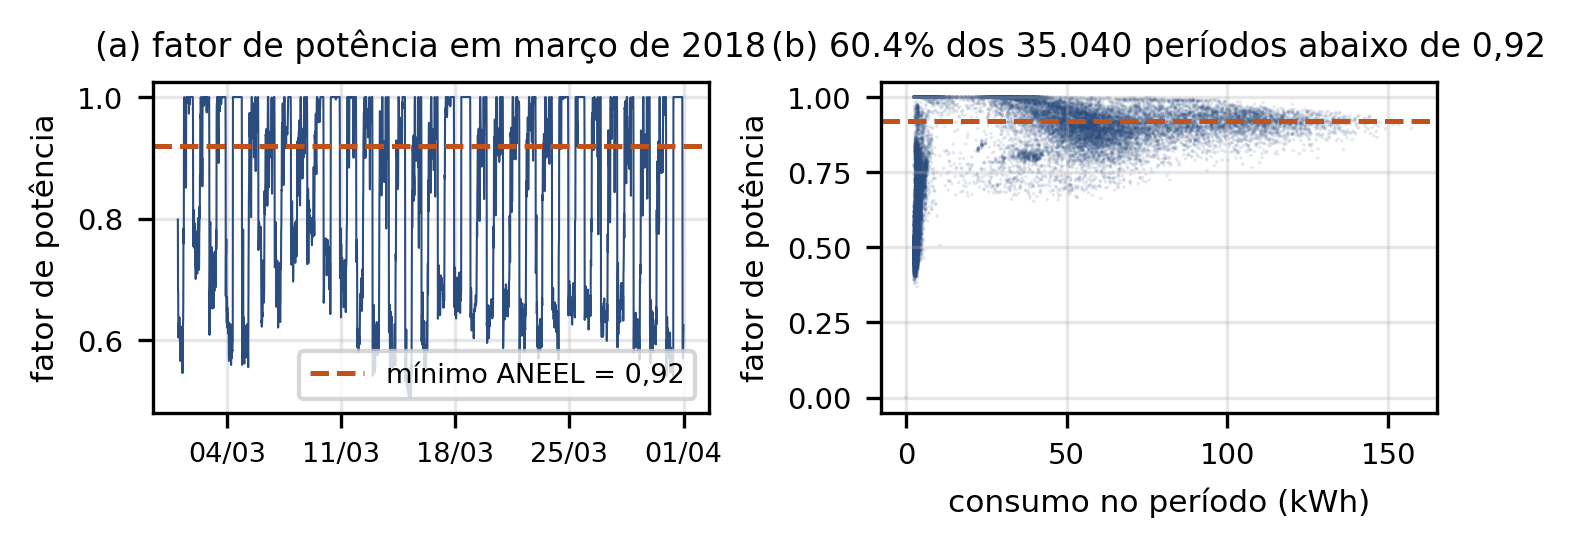 (a) fator de potência em março de 2018
fator de potência
1.0
0.8
0.6
mínimo ANEEL = 0,92
04/03
11/03
18/03
25/03
01/04
(b) 60.4% dos 35.040 períodos abaixo de 0,92
fator de potência
1.00
0.75
0.50
0.25
0.00
0
50
100
150
consumo no período (kWh)